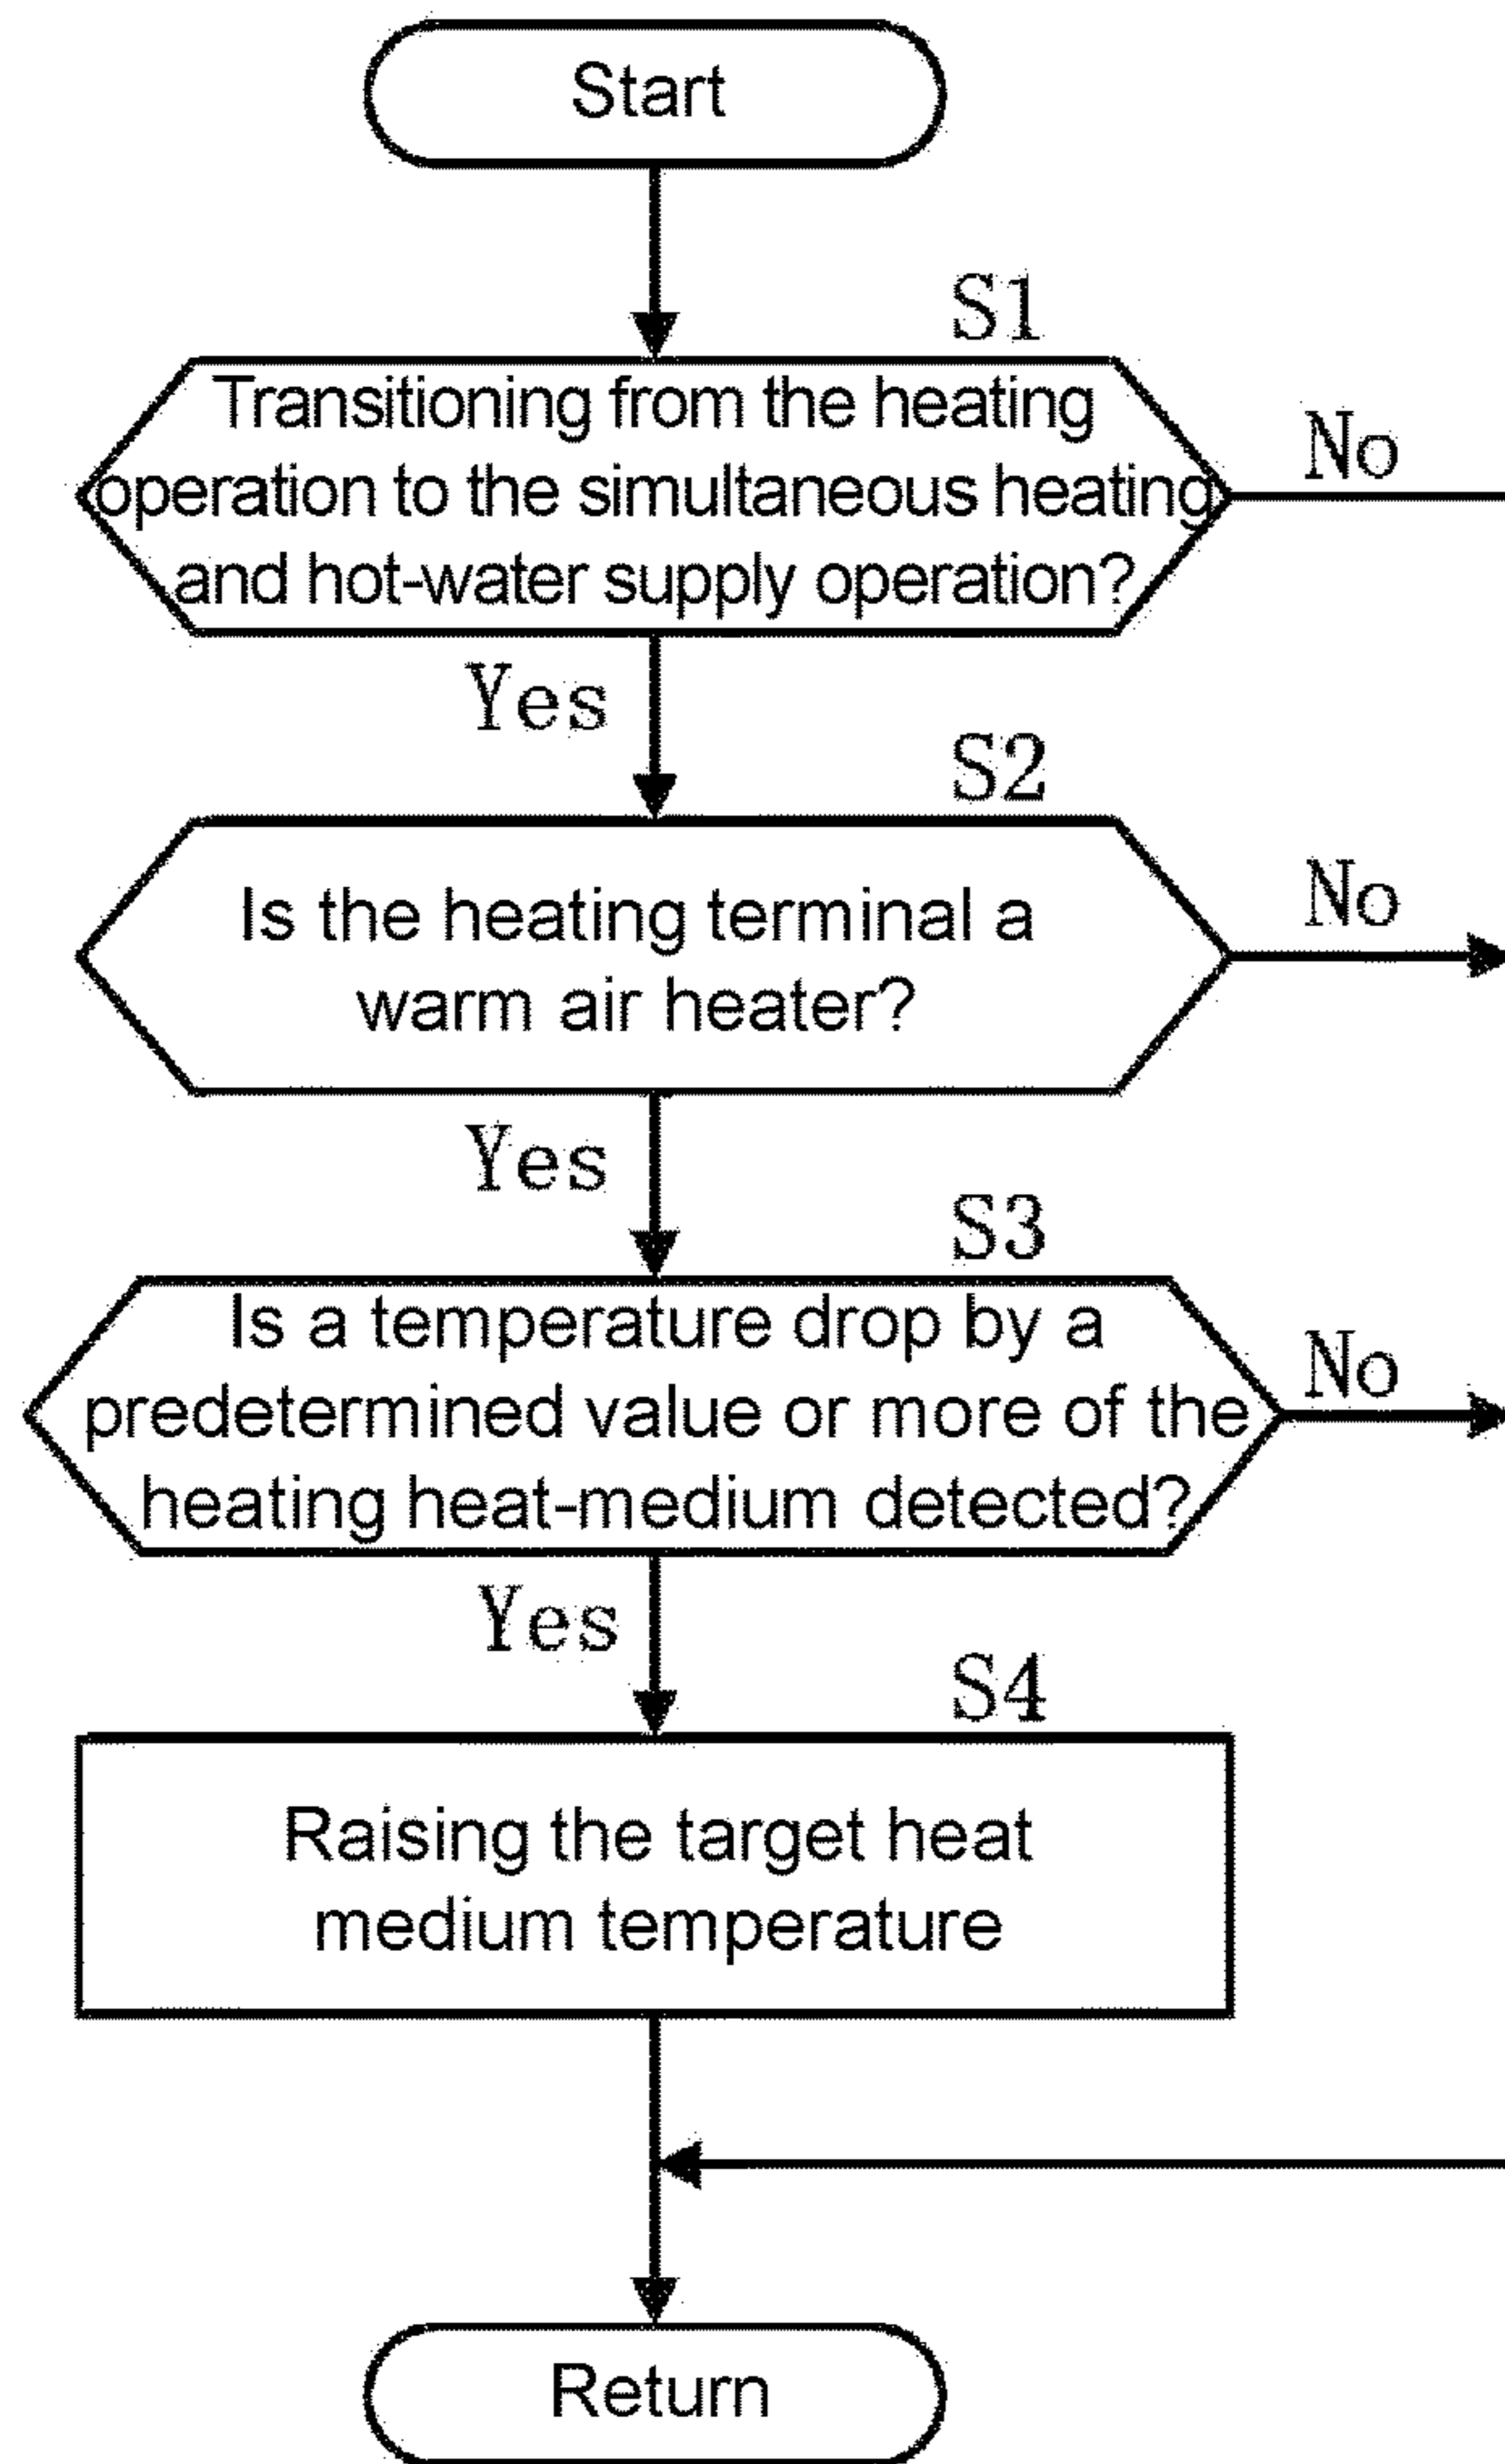 Start
S1
Transitioning from the heating
operation to the simultaneous heating
and hot-water supply operation?
No
Yes
S2
Is the heating terminal a
warm air heater?
No
Yes
S3
Is a temperature drop by a
predetermined value or more of the
heating heat-medium detected?
No
Yes
S4
Raising the target heat
medium temperature
Return